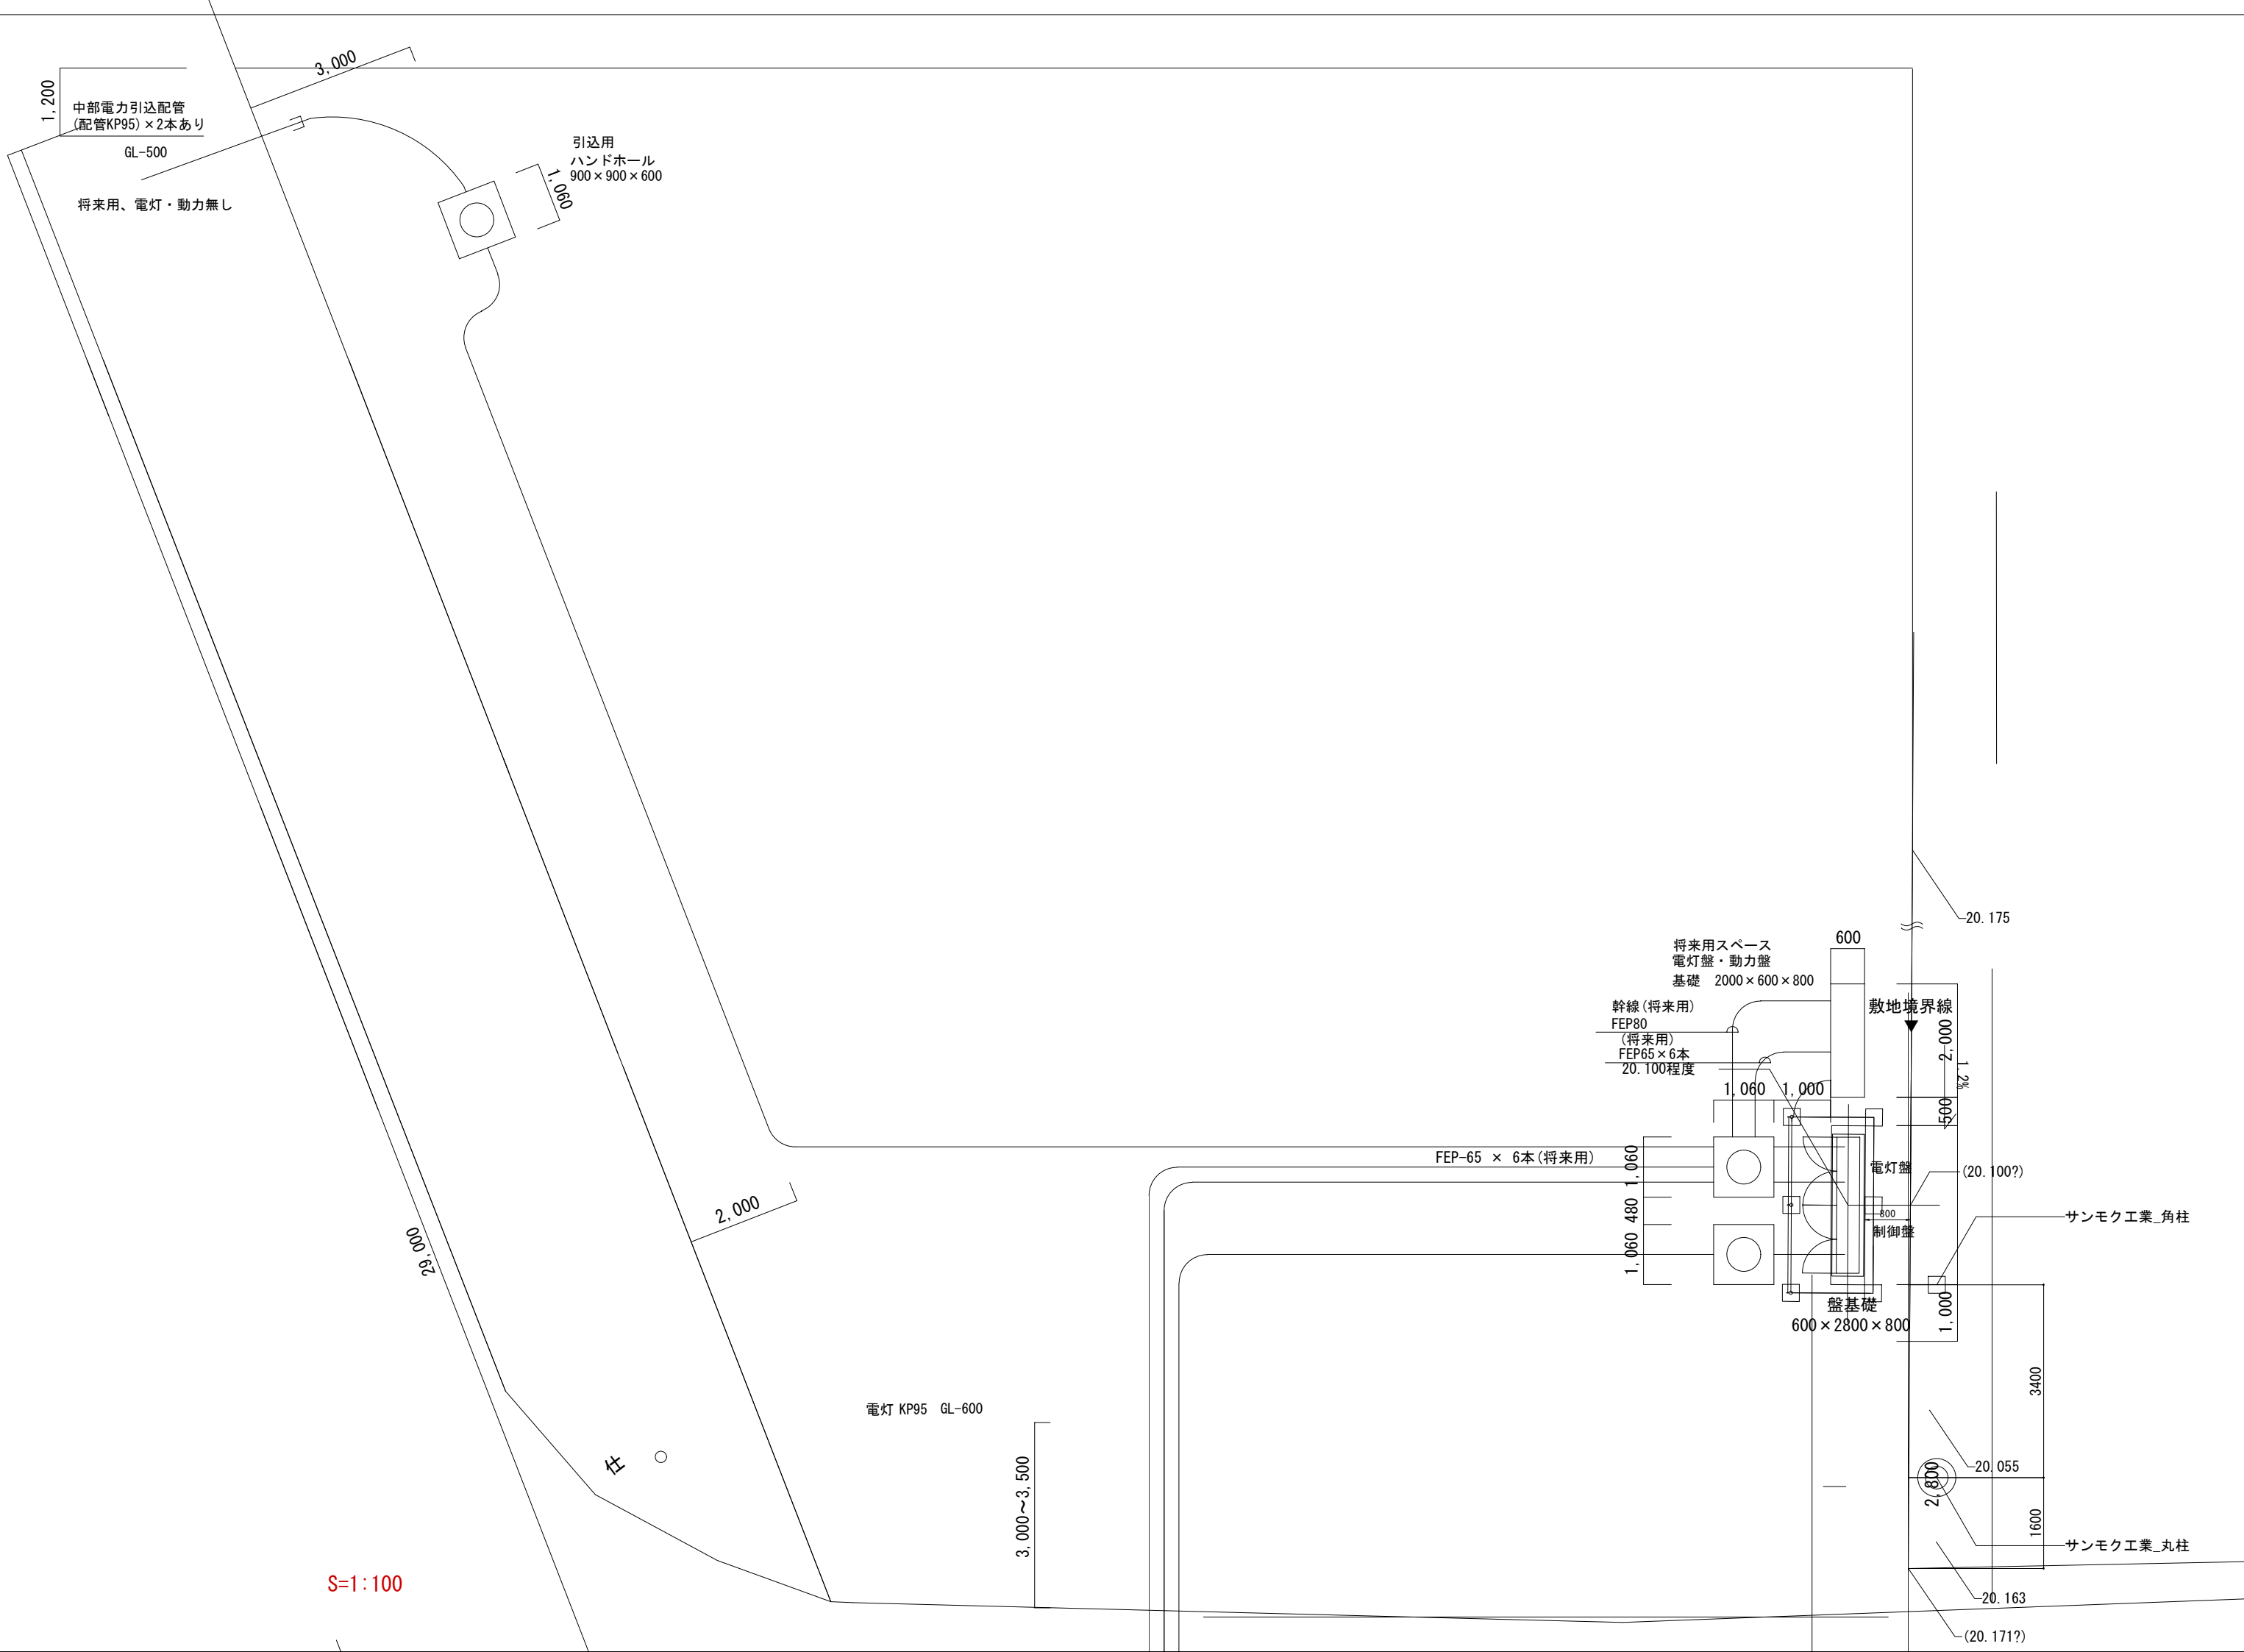 3,000
1,200
中部電力引込配管
(配管KP95)×2本あり
GL-500
将来用、電灯・動力無し
引込用
ハンドホール
900×900×600
1,060
20.175
将来用スペース
電灯盤・動力盤
基礎　2000×600×800
600
幹線(将来用)
FEP80
(将来用)
FEP65×6本
20.100程度
敷地境界線
2,000
1.2%
500
1,060
1,000
FEP-65 × 6本(将来用)
1,060
480
1,060
電灯盤
(20.100?)
800
制御盤
サンモク工業_角柱
盤基礎
600×2800×800
1,000
2,000
29,000
電灯 KP95　GL-600
3,000～3,500
仕
3400
20.055
2,800
1600
サンモク工業_丸柱
20.163
(20.171?)
S=1:100